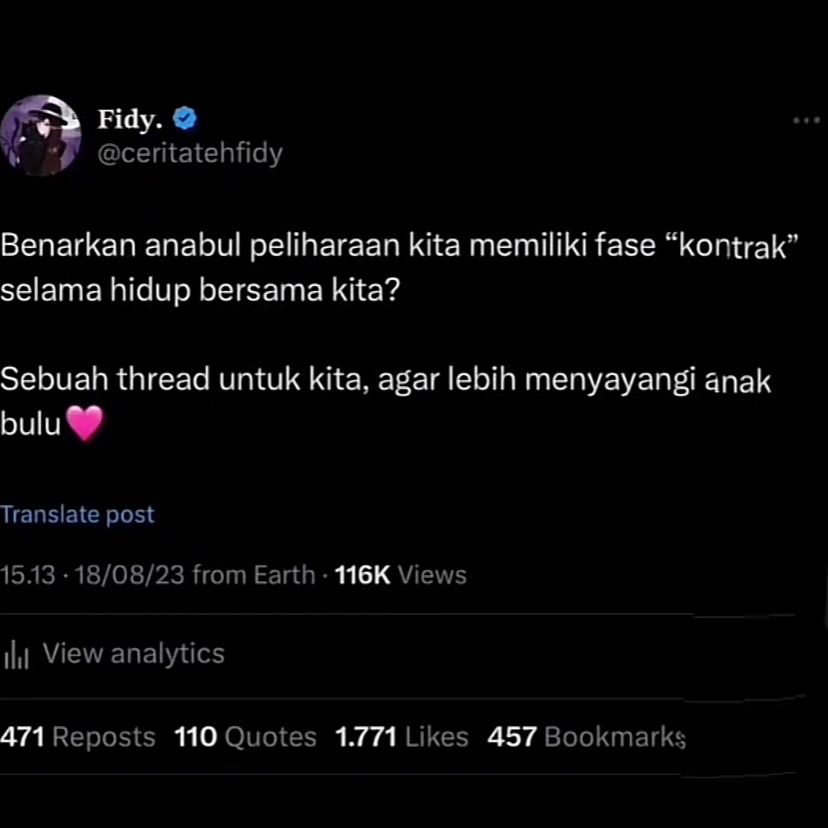 Fidy.
@ceritatehfidy
Benarkan anabul peliharaan kita memiliki fase “kontrak”
selama hidup bersama kita?
Sebuah thread untuk kita, agar lebih menyayangi anak
bulu🩷
Translate post
15.13 · 18/08/23 from Earth · 116K Views
View analytics
471 Reposts 110 Quotes 1.771 Likes 457 Bookmarks